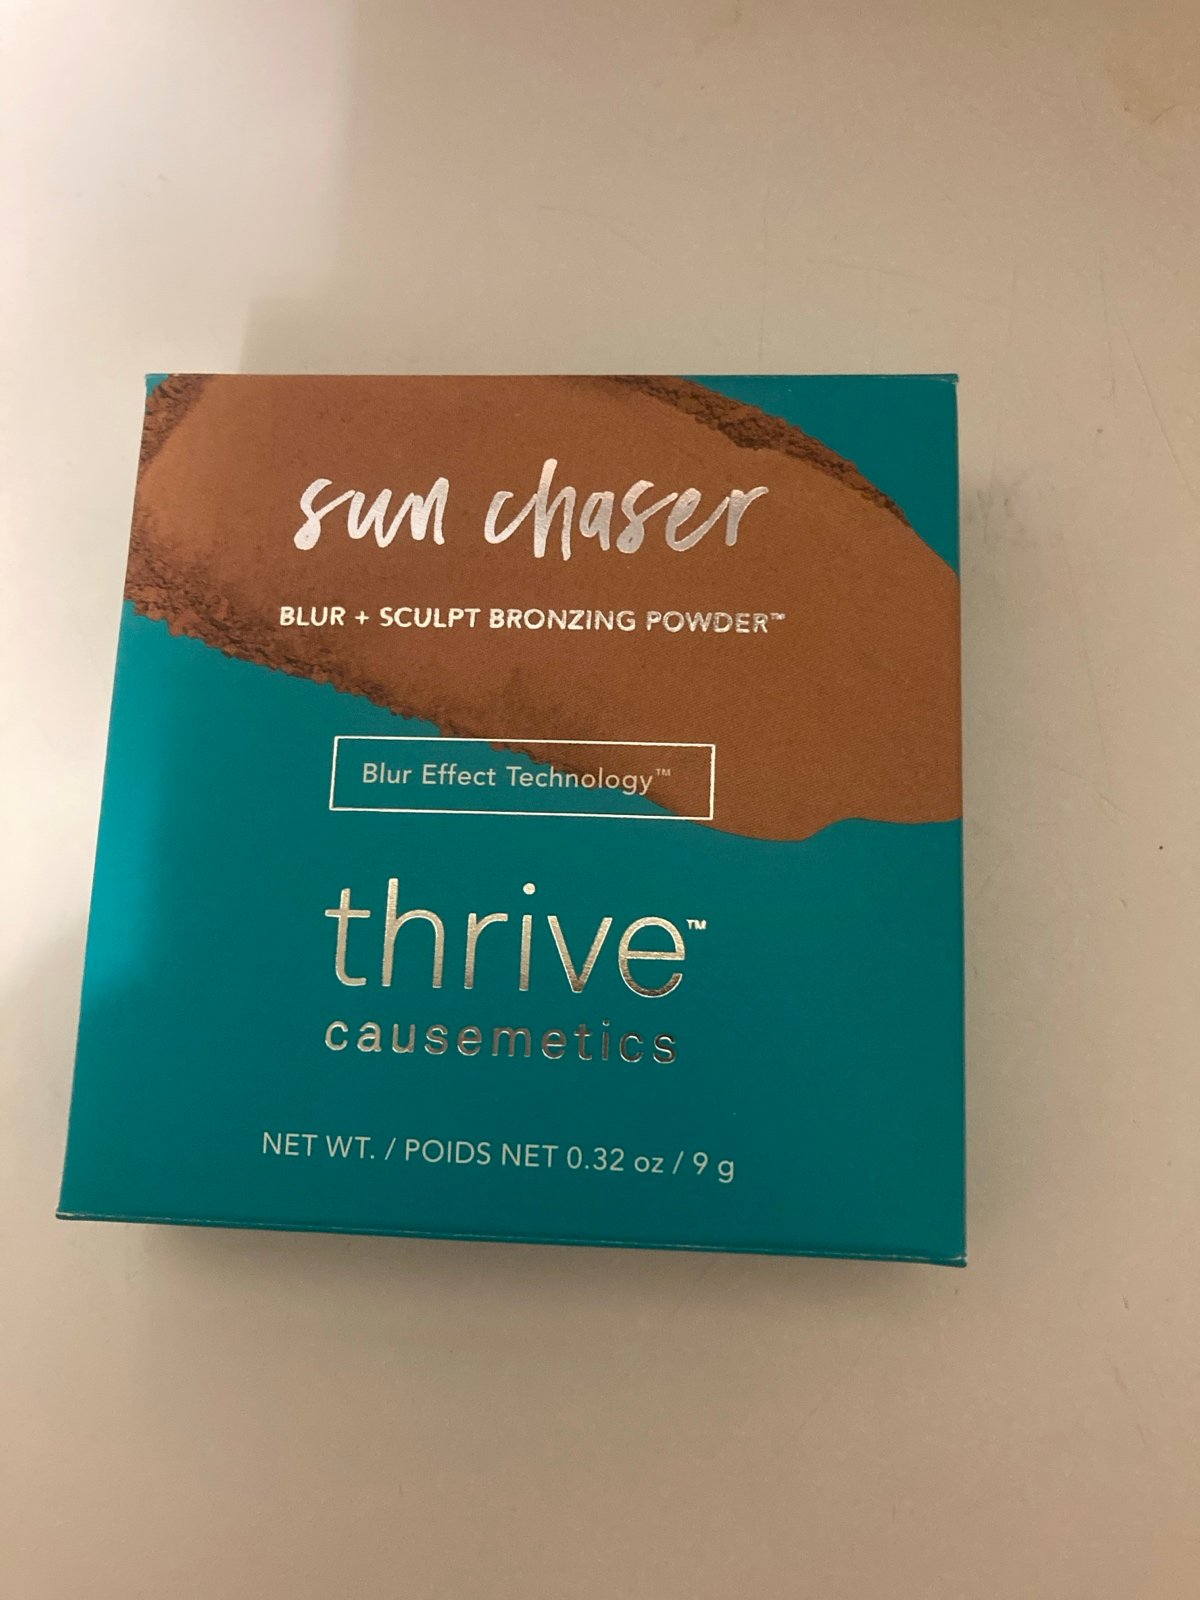 sun chaser
BLUR + SCULPT BRONZING POWDER™
Blur Effect Technology™
thrive™
causemetics
NET WT. / POIDS NET 0.32 oz / 9 g